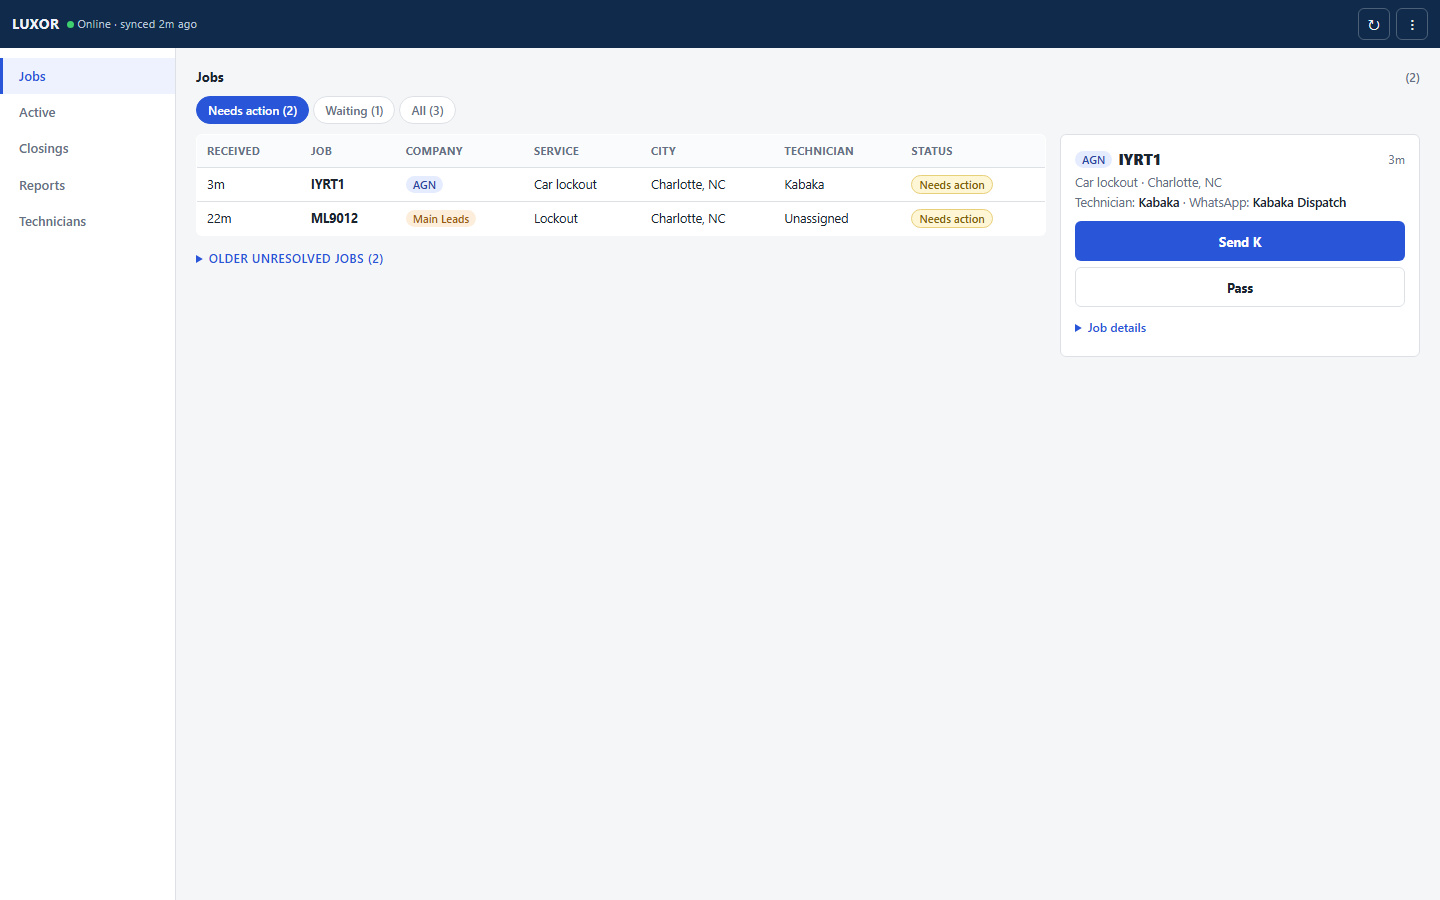 LUXOR Online · synced 2m ago
Jobs
Active
Closings
Reports
Technicians
Jobs (2)
Needs action (2) Waiting (1) All (3)
RECEIVED JOB COMPANY SERVICE CITY TECHNICIAN STATUS
3m IYRT1 AGN Car lockout Charlotte, NC Kabaka Needs action
22m ML9012 Main Leads Lockout Charlotte, NC Unassigned Needs action
OLDER UNRESOLVED JOBS (2)
AGN IYRT1 3m
Car lockout · Charlotte, NC
Technician: Kabaka · WhatsApp: Kabaka Dispatch
Send K
Pass
Job details